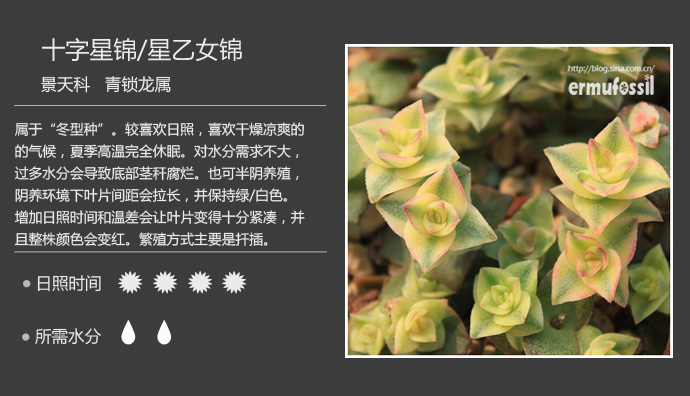 十字星锦/星乙女锦
景天科 青锁龙属
属于“冬型种”。较喜欢日照，喜欢干燥凉爽的
的气候，夏季高温完全休眠。对水分需求不大，
过多水分会导致底部茎秆腐烂。也可半阴养殖，
阴养环境下叶片间距会拉长，并保持绿/白色。
增加日照时间和温差会让叶片变得十分紧凑，并
且整株颜色会变红。繁殖方式主要是扦插。
日照时间
所需水分
http://blog.sina.com.cn/
ermufossil